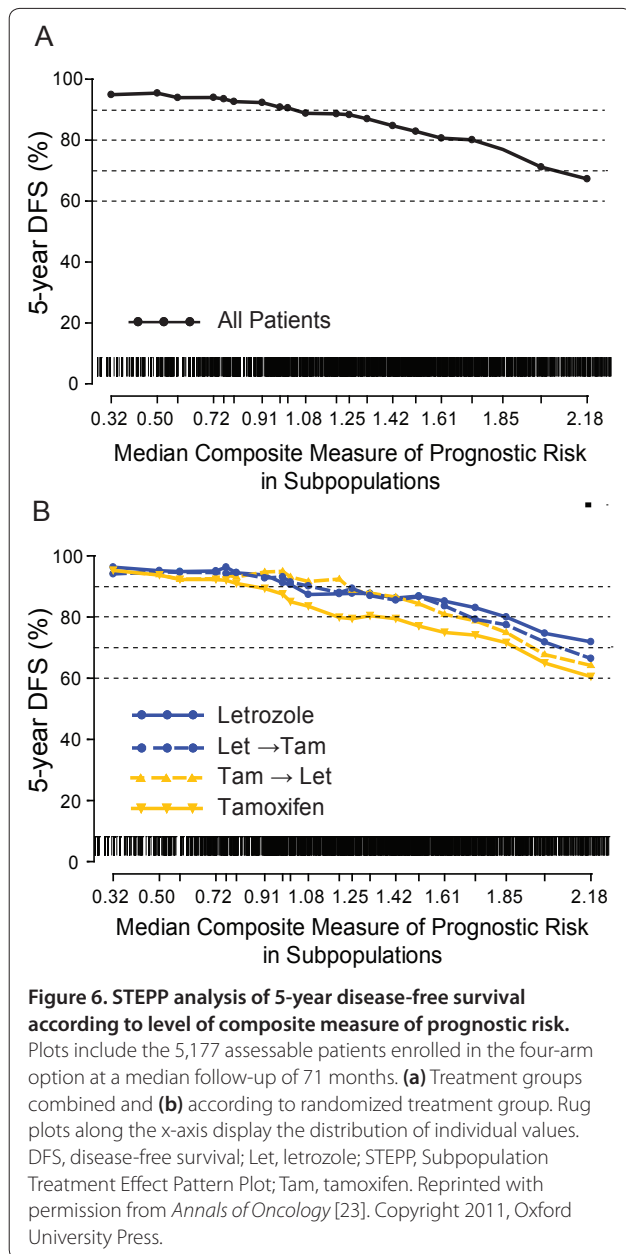 A
100
80
60
40
20
0
5-year DFS (%)
All Patients
0.32 0.50 0.72 0.91 1.08 1.25 1.42 1.61 1.85 2.18
Median Composite Measure of Prognostic Risk
in Subpopulations
B
100
80
60
40
20
0
5-year DFS (%)
Letrozole
Let →Tam
Tam → Let
Tamoxifen
0.32 0.50 0.72 0.91 1.08 1.25 1.42 1.61 1.85 2.18
Median Composite Measure of Prognostic Risk
in Subpopulations
Figure 6. STEPP analysis of 5-year disease-free survival
according to level of composite measure of prognostic risk.
Plots include the 5,177 assessable patients enrolled in the four-arm
option at a median follow-up of 71 months. (a) Treatment groups
combined and (b) according to randomized treatment group. Rug
plots along the x-axis display the distribution of individual values.
DFS, disease-free survival; Let, letrozole; STEPP, Subpopulation
Treatment Effect Pattern Plot; Tam, tamoxifen. Reprinted with
permission from Annals of Oncology [23]. Copyright 2011, Oxford
University Press.